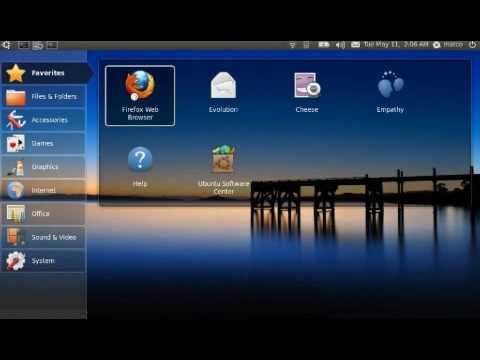 Tue May 11, 2:06 AM
marco
Favorites
Files & Folders
Accessories
Games
Graphics
Internet
Office
Sound & Video
System
Firefox Web
Browser
Evolution
Cheese
Empathy
Help
Ubuntu Software
Center